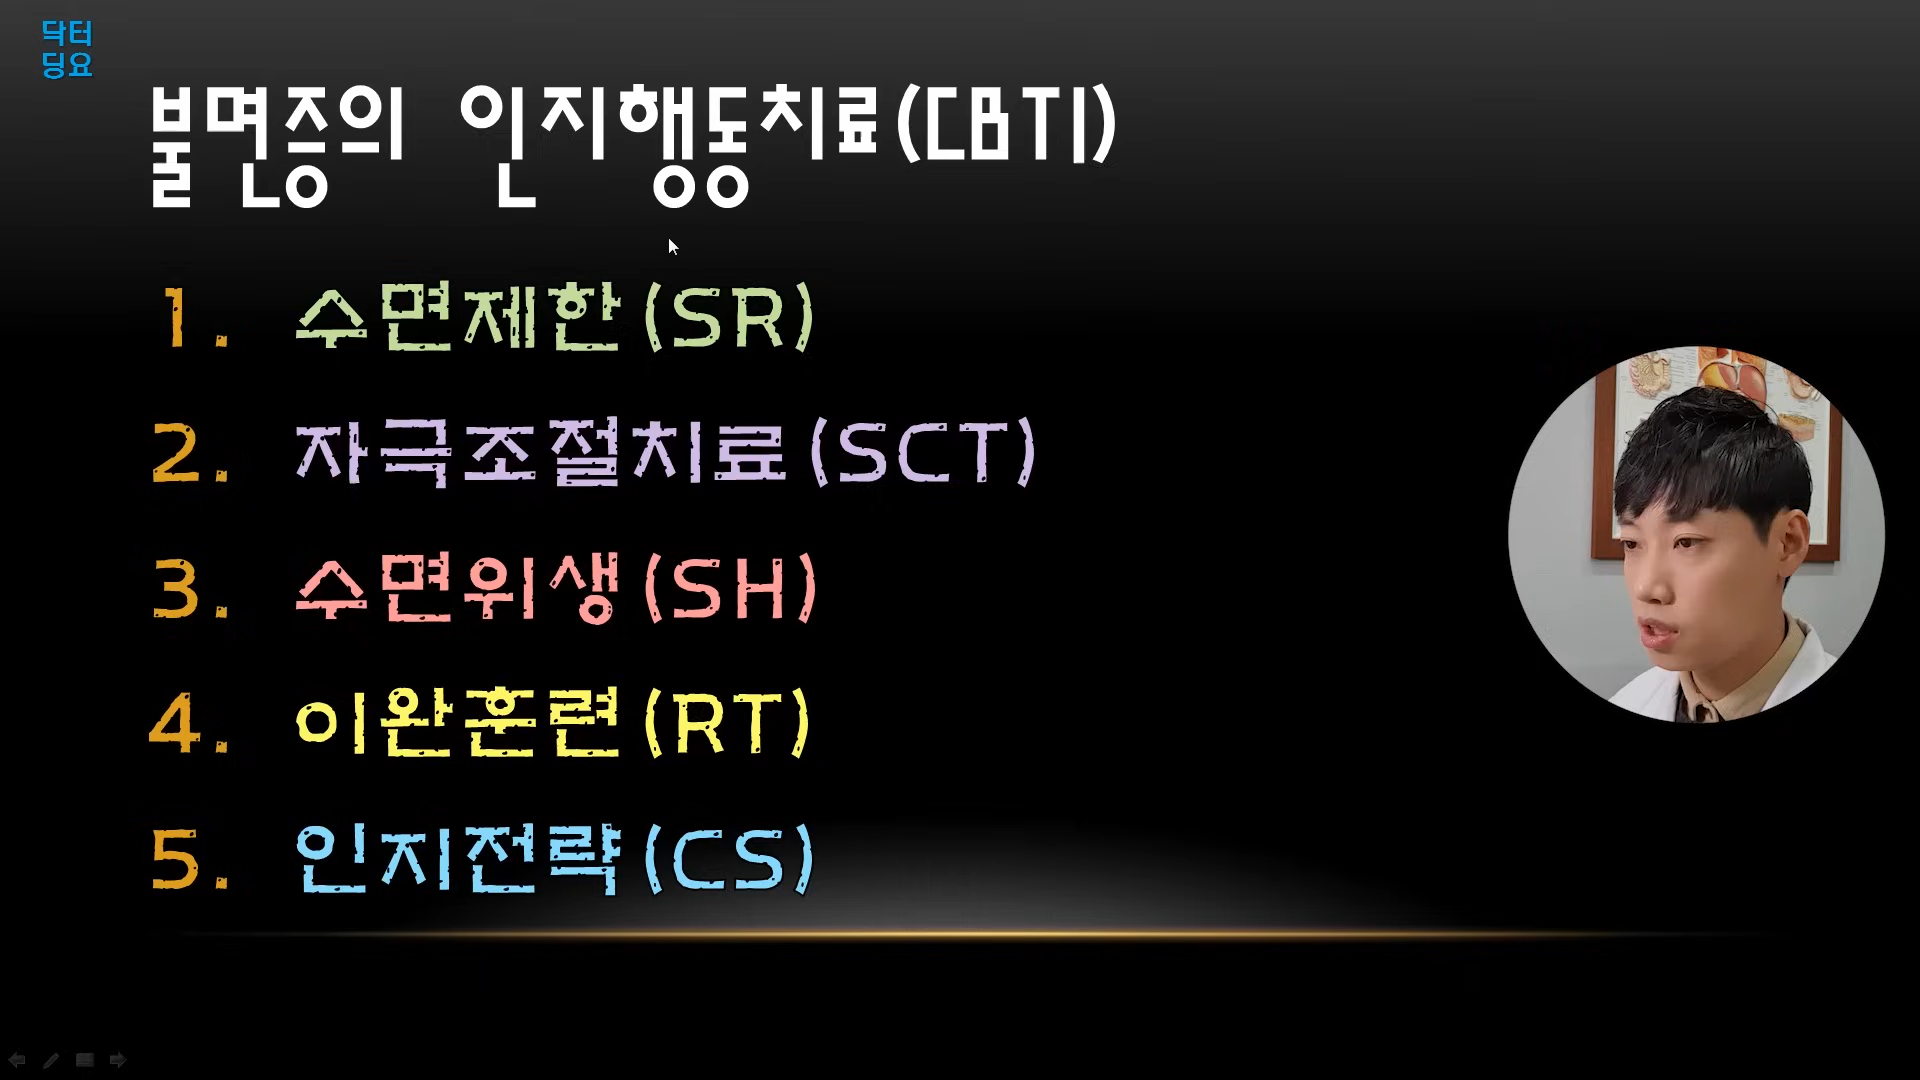 닥터
딩요
불면증의 인지행동치료(CBTI)
1. 수면제한(SR)
2. 자극조절치료(SCT)
3. 수면위생(SH)
4. 이완훈련(RT)
5. 인지전략(CS)